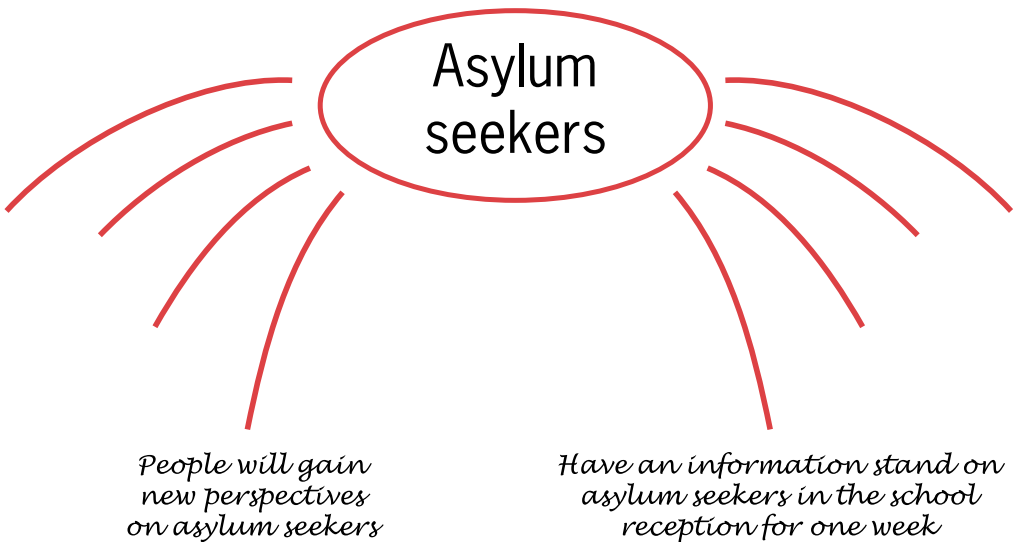 Asylum
seekers
People will gain
new perspectives
on asylum seekers
Have an information stand on
asylum seekers in the school
reception for one week